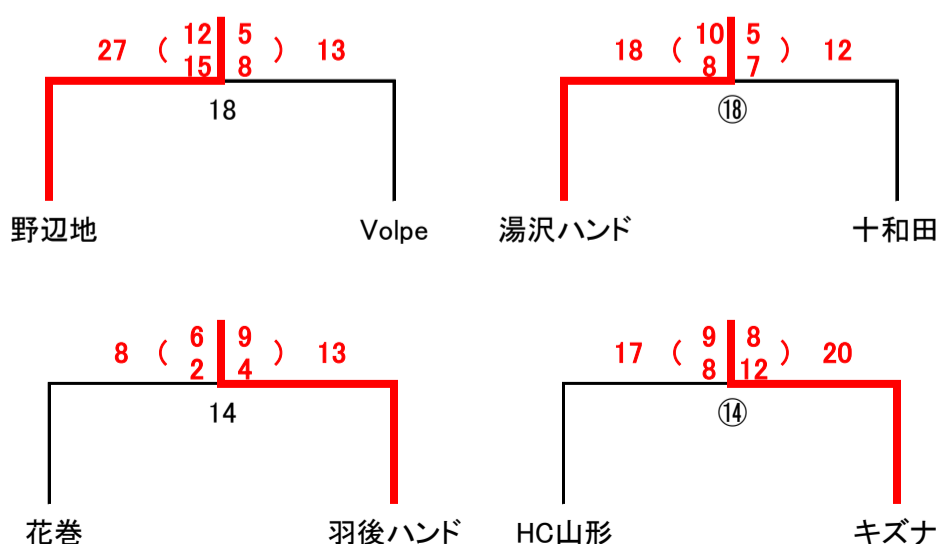 27 ( 12 5 ) 13
15 8
18
野辺地 Volpe
18 ( 10 5 ) 12
8 7
⑱
湯沢ハンド 十和田
8 ( 6 9 ) 13
2 4
14
花巻 羽後ハンド
17 ( 9 8 ) 20
8 12
⑭
HC山形 キズナ